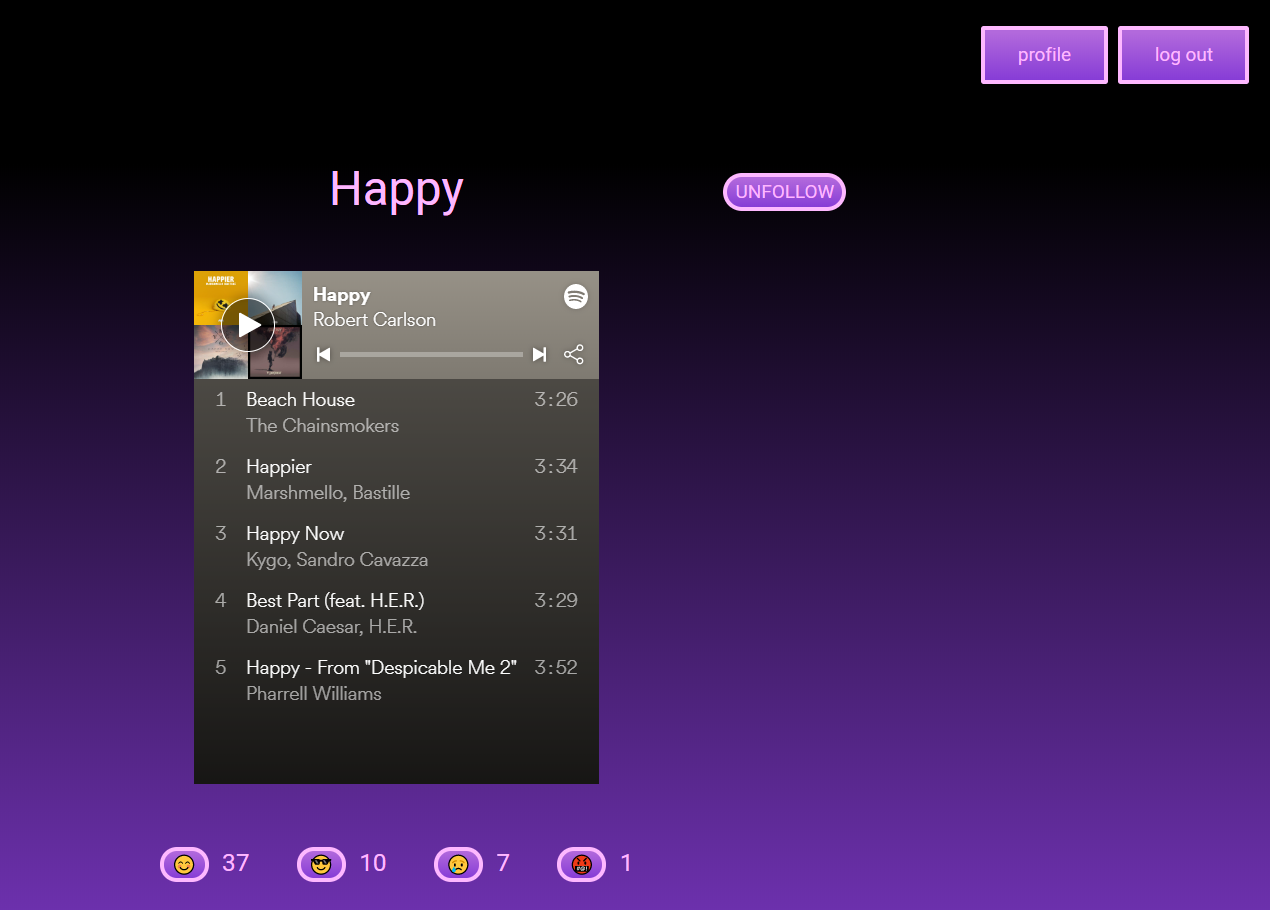 profile
log out
Happy
UNFOLLOW
HAPPIER
Happy
Robert Carlson
1 Beach House 3:26
The Chainsmokers
2 Happier 3:34
Marshmello, Bastille
3 Happy Now 3:31
Kygo, Sandro Cavazza
4 Best Part (feat. H.E.R.) 3:29
Daniel Caesar, H.E.R.
5 Happy - From "Despicable Me 2" 3:52
Pharrell Williams
37 10 7 1